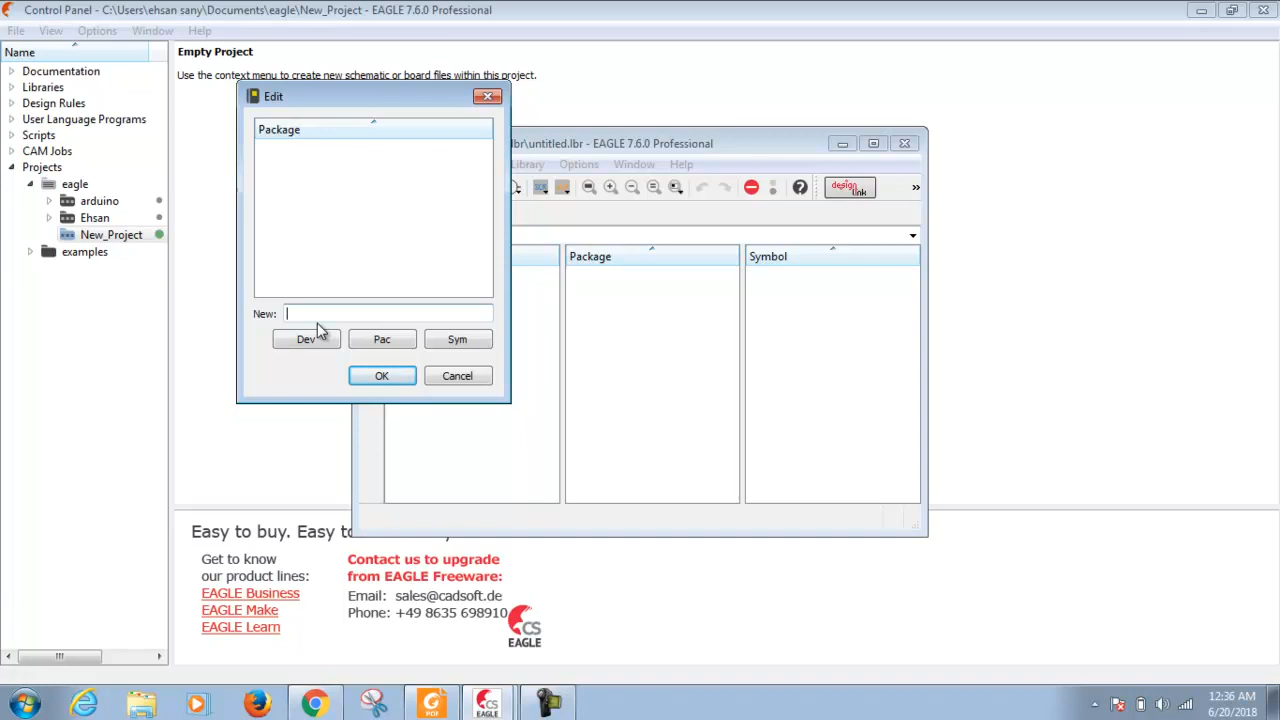 Control Panel - C:\Users\ehsan sany\Documents\eagle\New_Project - EAGLE 7.6.0 Professional
File View Options Window Help
Name
Documentation
Libraries
Design Rules
User Language Programs
Scripts
CAM Jobs
Projects
eagle
arduino
Ehsan
New_Project
examples
Empty Project
Use the context menu to create new schematic or board files within this project.
Edit
Package
New:
Dev Pac Sym
OK Cancel
lbr\untitled.lbr - EAGLE 7.6.0 Professional
Library Options Window Help
design link
»
Package Symbol
Easy to buy. Easy to
Get to know
our product lines:
EAGLE Business
EAGLE Make
EAGLE Learn
Contact us to upgrade
from EAGLE Freeware:
Email: sales@cadsoft.de
Phone: +49 8635 698910
CS
EAGLE
PDF
CS
EAGLE
12:36 AM
6/20/2018